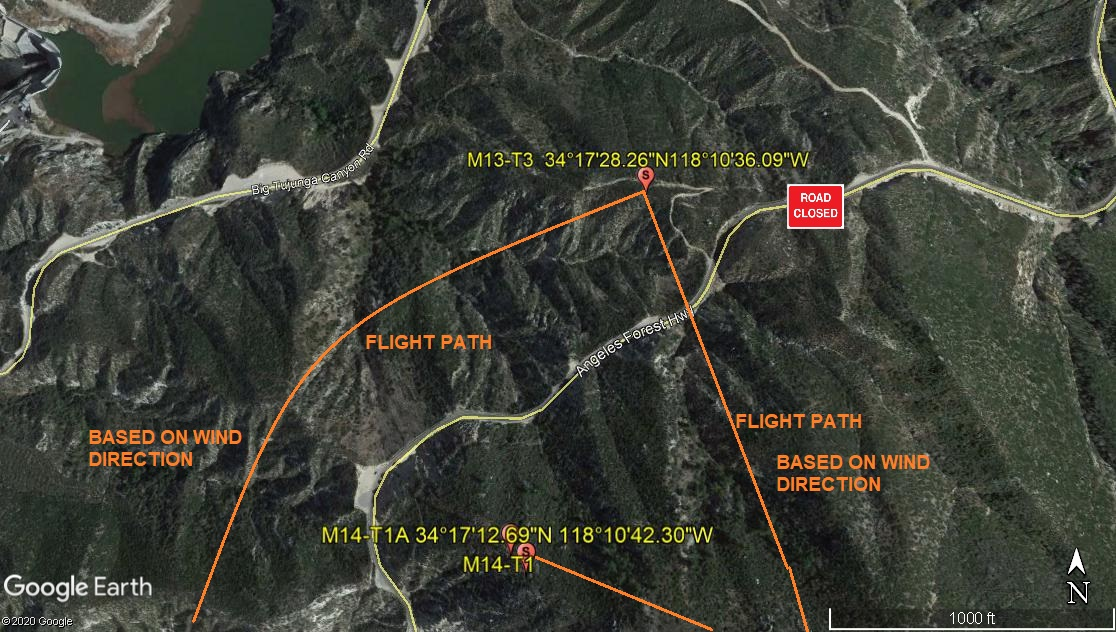 M13-T3 34°17'28.26"N118°10'36.09"W
S
Big Tujunga Canyon Rd
ROAD
CLOSED
Angeles Forest Hwy
FLIGHT PATH
FLIGHT PATH
BASED ON WIND
DIRECTION
BASED ON WIND
DIRECTION
M14-T1A 34°17'12.69"N 118°10'42.30"W
S
M14-T1
Google Earth
©2020 Google
N
1000 ft